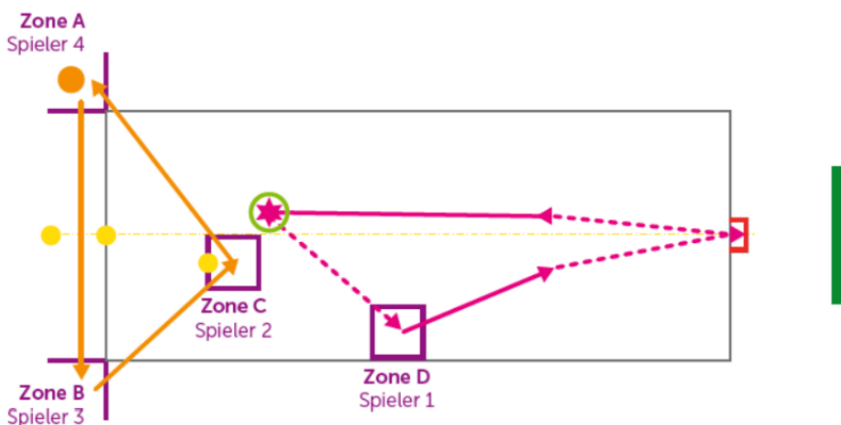 Zone A
Spieler 4
Zone C
Spieler 2
Zone D
Spieler 1
Zone B
Spieler 3